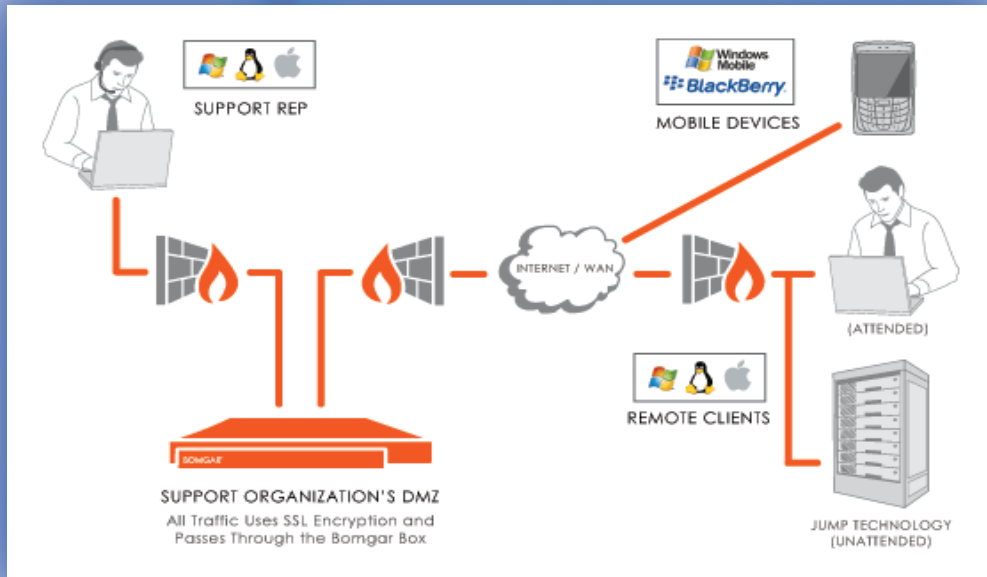 SUPPORT REP
Windows
Mobile
BlackBerry
MOBILE DEVICES
INTERNET / WAN
(ATTENDED)
REMOTE CLIENTS
BOMGAR
SUPPORT ORGANIZATION'S DMZ
All Traffic Uses SSL Encryption and
Passes Through the Bomgar Box
JUMP TECHNOLOGY
(UNATTENDED)